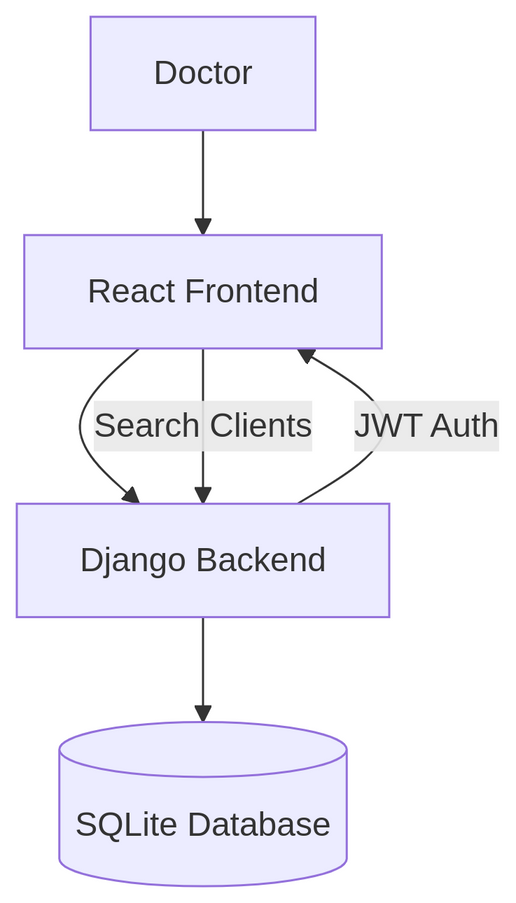 Doctor
React Frontend
Search Clients
JWT Auth
Django Backend
SQLite Database